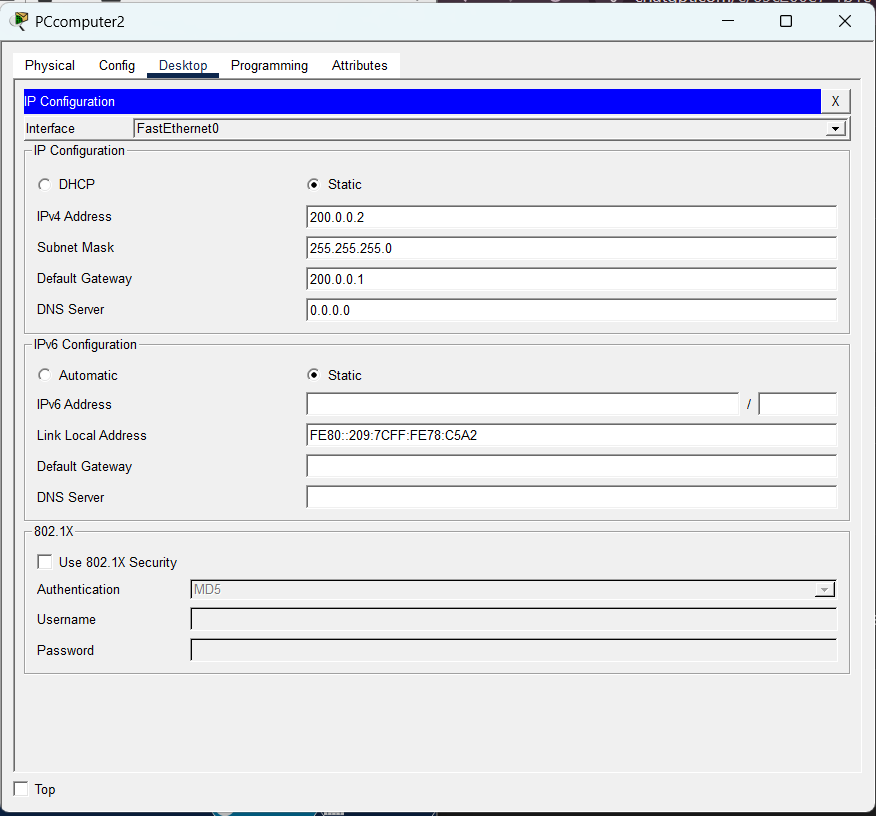 PCcomputer2
Physical Config Desktop Programming Attributes
IP Configuration X
Interface FastEthernet0
IP Configuration
DHCP Static
IPv4 Address 200.0.0.2
Subnet Mask 255.255.255.0
Default Gateway 200.0.0.1
DNS Server 0.0.0.0
IPv6 Configuration
Automatic Static
IPv6 Address /
Link Local Address FE80::209:7CFF:FE78:C5A2
Default Gateway
DNS Server
802.1X
Use 802.1X Security
Authentication MD5
Username
Password
Top